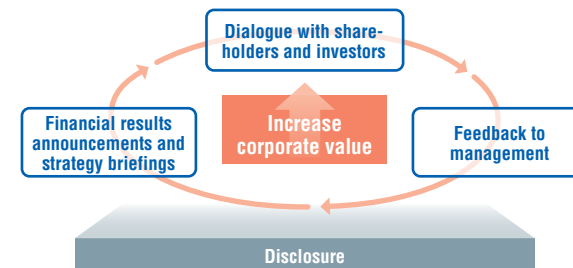 Dialogue with share-
holders and investors
Financial results
announcements and
strategy briefings
Increase
corporate value
Feedback to
management
Disclosure